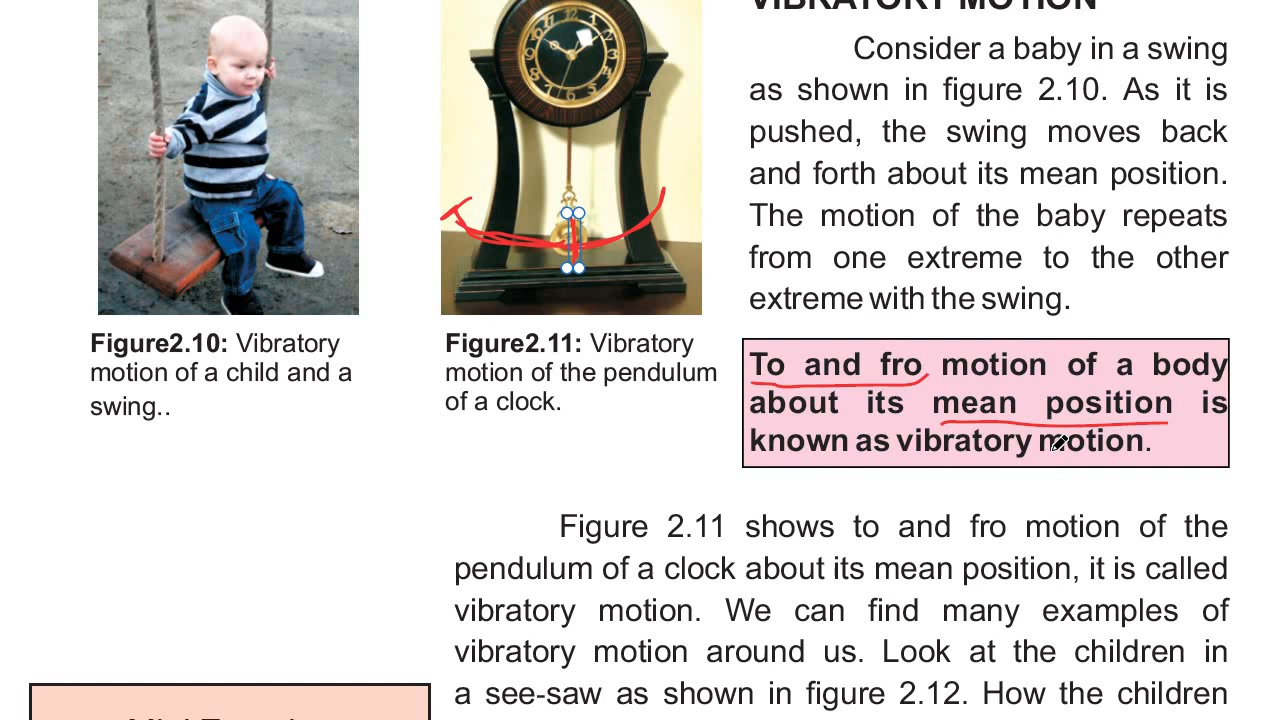 VIBRATORY MOTION
Consider a baby in a swing
as shown in figure 2.10. As it is
pushed, the swing moves back
and forth about its mean position.
The motion of the baby repeats
from one extreme to the other
extreme with the swing.
Figure2.10: Vibratory
motion of a child and a
swing..
Figure2.11: Vibratory
motion of the pendulum
of a clock.
To and fro motion of a body
about its mean position is
known as vibratory motion.
Figure 2.11 shows to and fro motion of the
pendulum of a clock about its mean position, it is called
vibratory motion. We can find many examples of
vibratory motion around us. Look at the children in
a see-saw as shown in figure 2.12. How the children